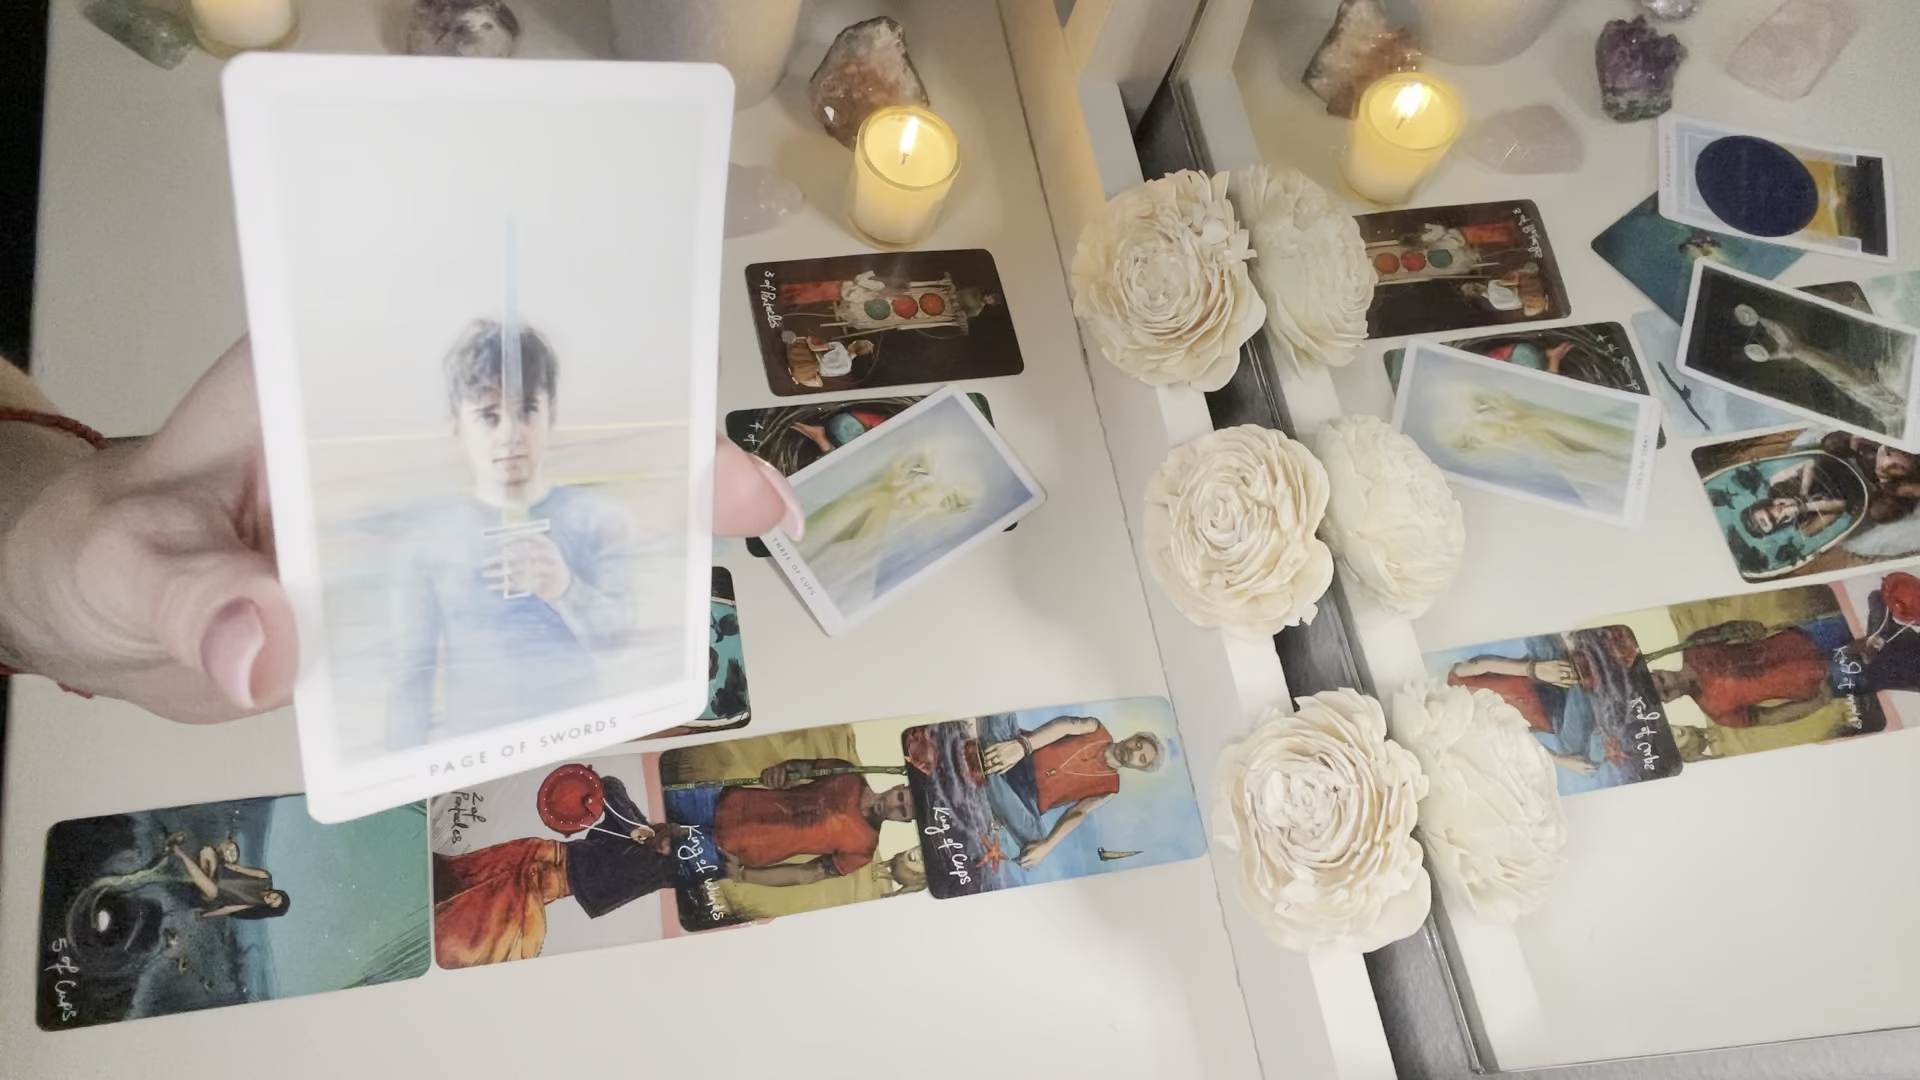 PAGE OF SWORDS
3 of Pentacles
THREE OF CUPS
5 of Cups
2 of
Pentacles
King of wands
King of Cups